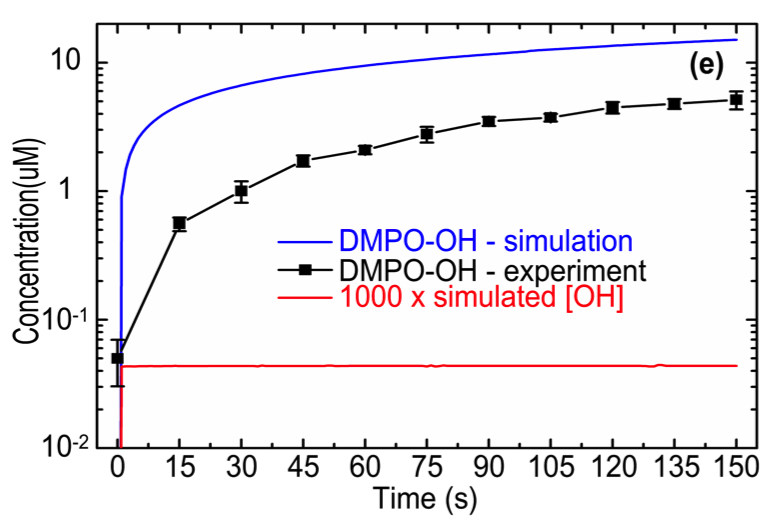 (e)
10
1
10-1
10-2
Concentration(uM)
DMPO-OH - simulation
DMPO-OH - experiment
1000 x simulated [OH]
0 15 30 45 60 75 90 105 120 135 150
Time (s)